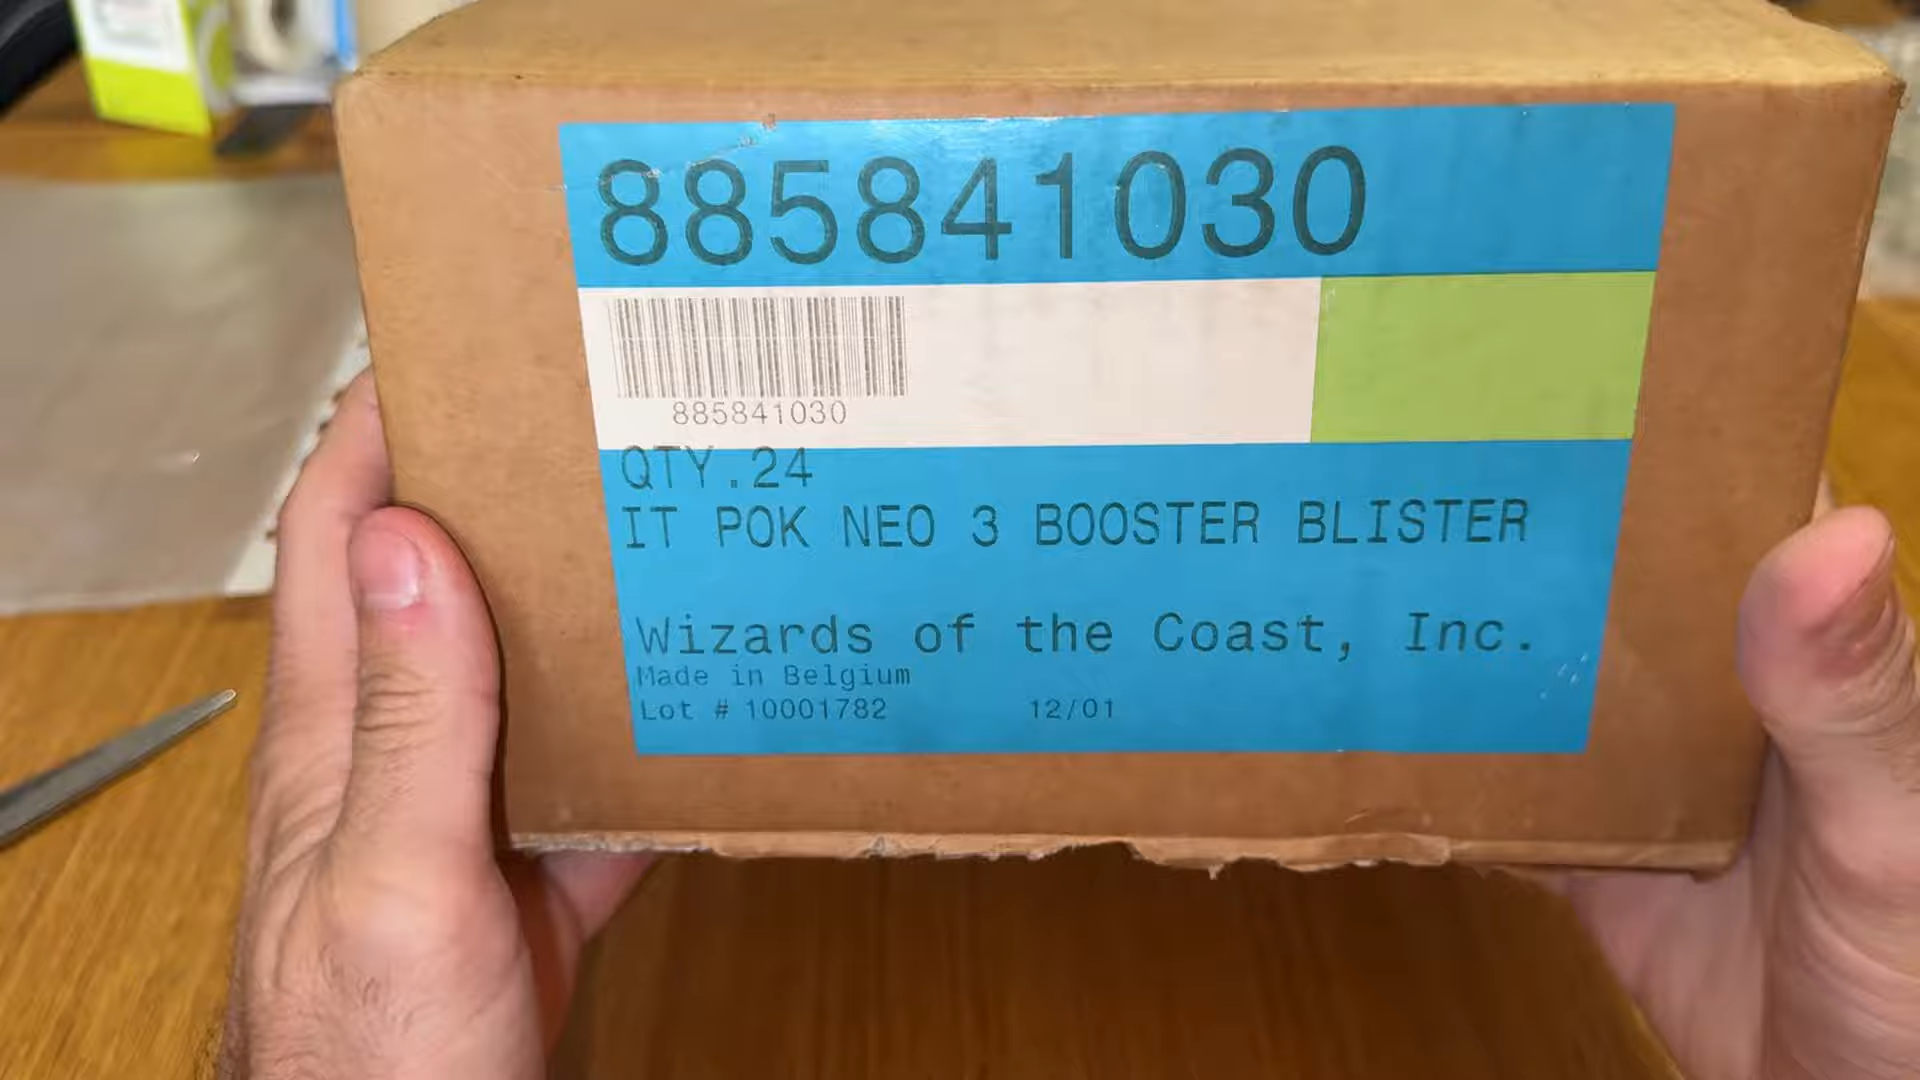 885841030
885841030
QTY.24
IT POK NEO 3 BOOSTER BLISTER
Wizards of the Coast, Inc.
Made in Belgium
Lot # 10001782 12/01